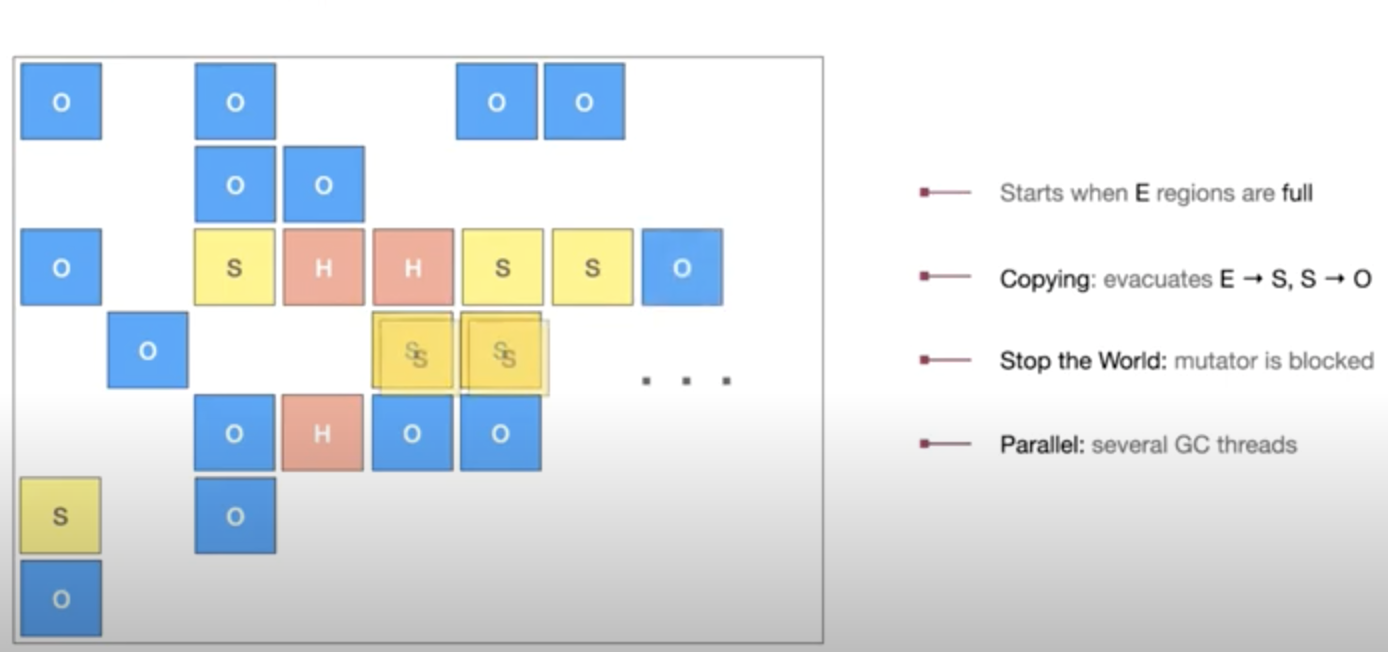 O O O O
O O
Starts when E regions are full
O S H H S S O
Copying: evacuates E → S, S → O
O S S S S
. . .
Stop the World: mutator is blocked
O H O O
Parallel: several GC threads
S O
O